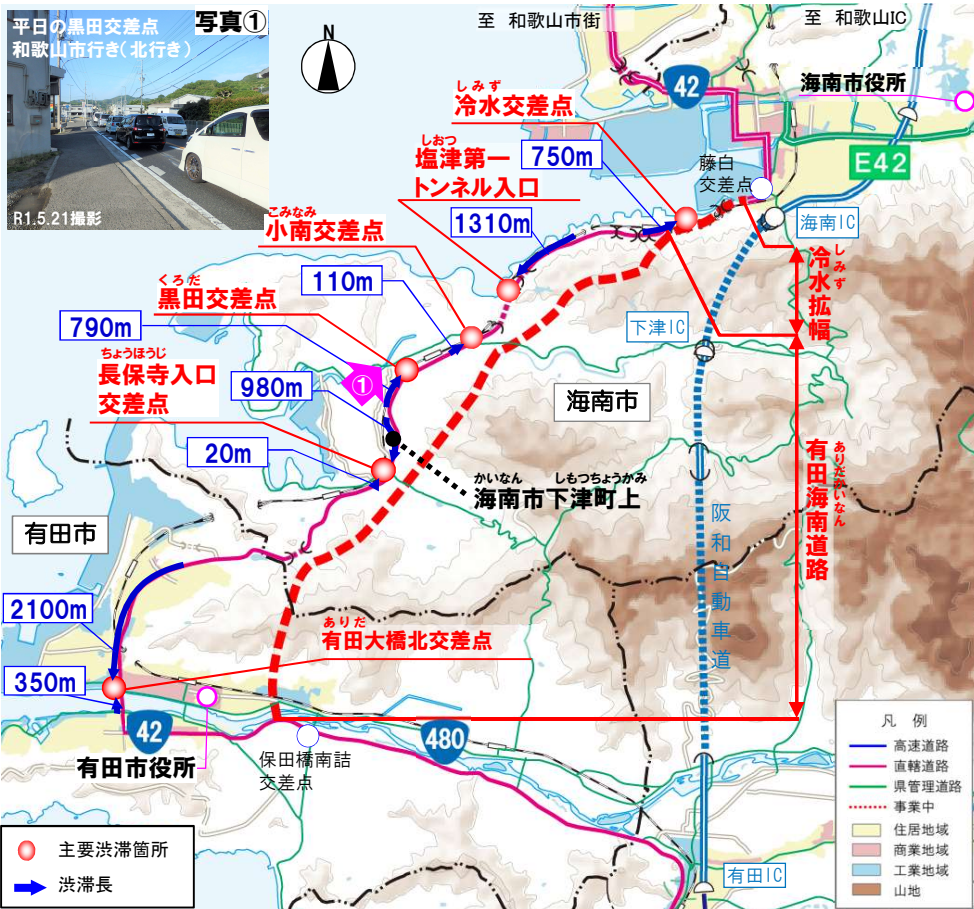 平日の黒田交差点
和歌山市行き(北行き)
写真①
R1.5.21撮影
N
至 和歌山市街
至 和歌山IC
42
海南市役所
E42
藤白
交差点
海南IC
しみず
冷水交差点
しおつ
塩津第一
トンネル入口
750m
1310m
こみなみ
小南交差点
110m
くろだ
黒田交差点
790m
ちょうほうじ
長保寺入口
交差点
980m
①
20m
しみず
冷水拡幅
下津IC
海南市
かいなん しもつちょうかみ
海南市下津町上
ありだかいなん
有田海南道路
阪和自動車道
有田市
2100m
350m
ありだ
有田大橋北交差点
42
有田市役所
保田橋南詰
交差点
480
有田IC
主要渋滞箇所
渋滞長
凡 例
高速道路
直轄道路
県管理道路
事業中
住居地域
商業地域
工業地域
山地